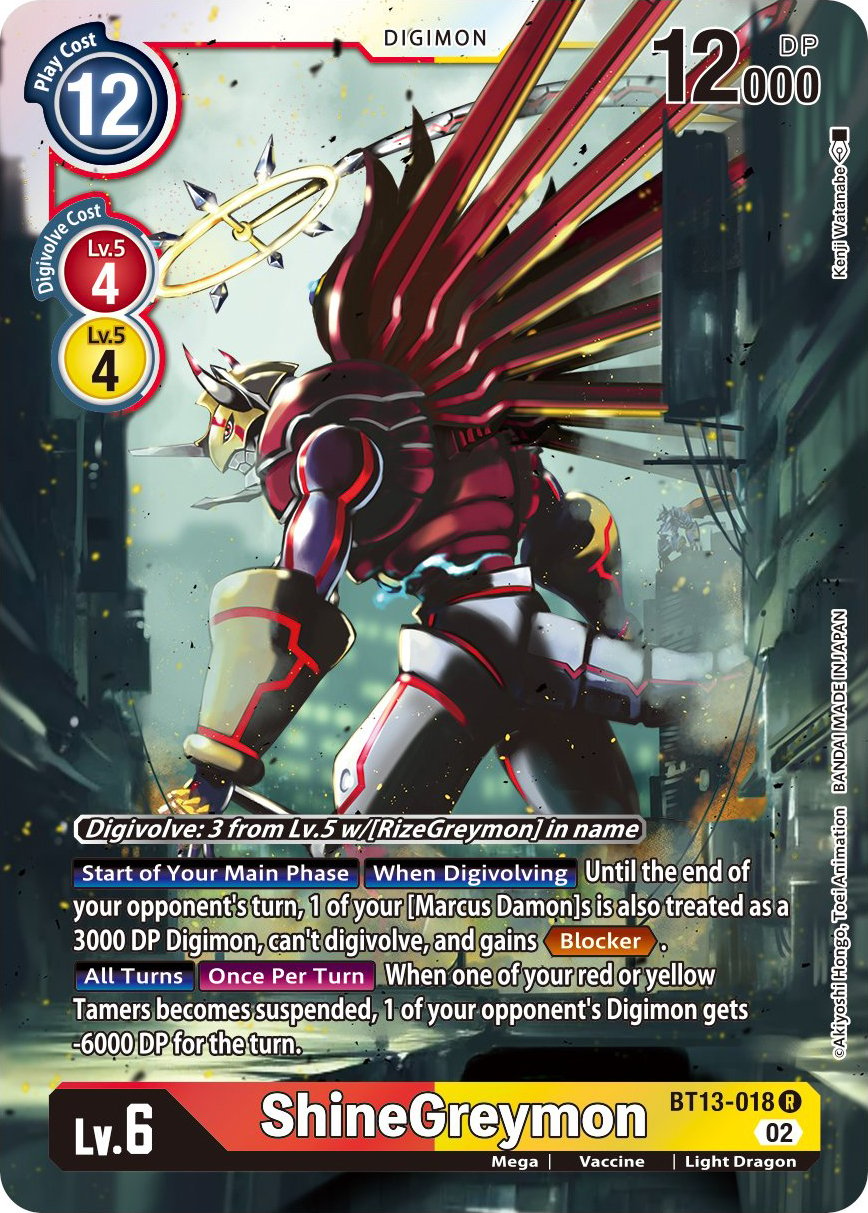 DIGIMON
Play Cost
12
12000
DP
Digivolve Cost
Lv.5
4
Lv.5
4
Kenji Watanabe
Digivolve: 3 from Lv.5 w/[RizeGreymon] in name
Start of Your Main Phase When Digivolving Until the end of
your opponent's turn, 1 of your [Marcus Damon]s is also treated as a
3000 DP Digimon, can't digivolve, and gains Blocker .
All Turns Once Per Turn When one of your red or yellow
Tamers becomes suspended, 1 of your opponent's Digimon gets
-6000 DP for the turn.
©Akiyoshi Hongo, Toei Animation BANDAI MADE IN JAPAN
Lv.6
ShineGreymon
BT13-018 R
02
Mega | Vaccine | Light Dragon